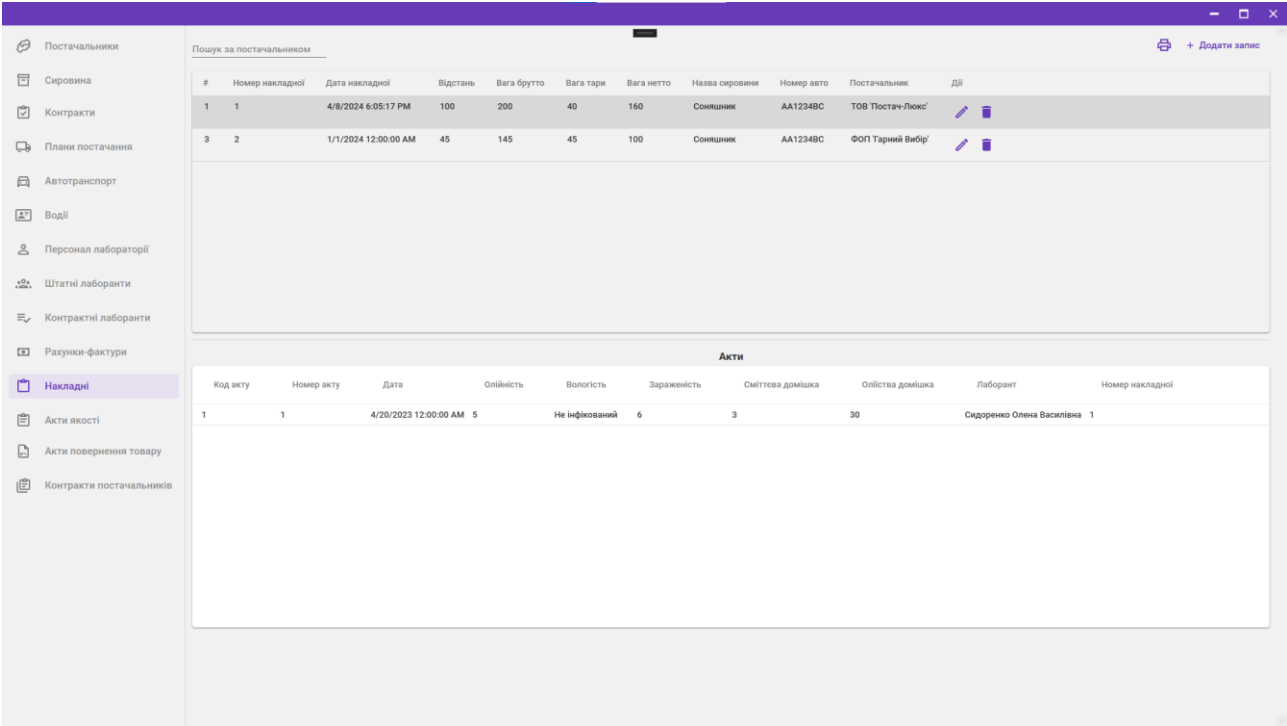 Постачальники
Сировина
Контракти
Плани постачання
Автотранспорт
Водії
Персонал лабораторії
Штатні лаборанти
Контрактні лаборанти
Рахунки-фактури
Накладні
Акти якості
Акти повернення товару
Контракти постачальників
Пошук за постачальником
+ Додати запис
# Номер накладної Дата накладної Відстань Вага брутто Вага тари Вага нетто Назва сировини Номер авто Постачальник Дії
1 1 4/8/2024 6:05:17 PM 100 200 40 160 Соняшник AA1234BC ТОВ 'Постач-Люкс'
3 2 1/1/2024 12:00:00 AM 45 145 45 100 Соняшник AA1234BC ФОП 'Гарний Вибір'
Акти
Код акту Номер акту Дата Олійність Вологість Зараженість Сміттєва домішка Олійства домішка Лаборант Номер накладної
1 1 4/20/2023 12:00:00 AM 5 Не інфікований 6 3 30 Сидоренко Олена Василівна 1